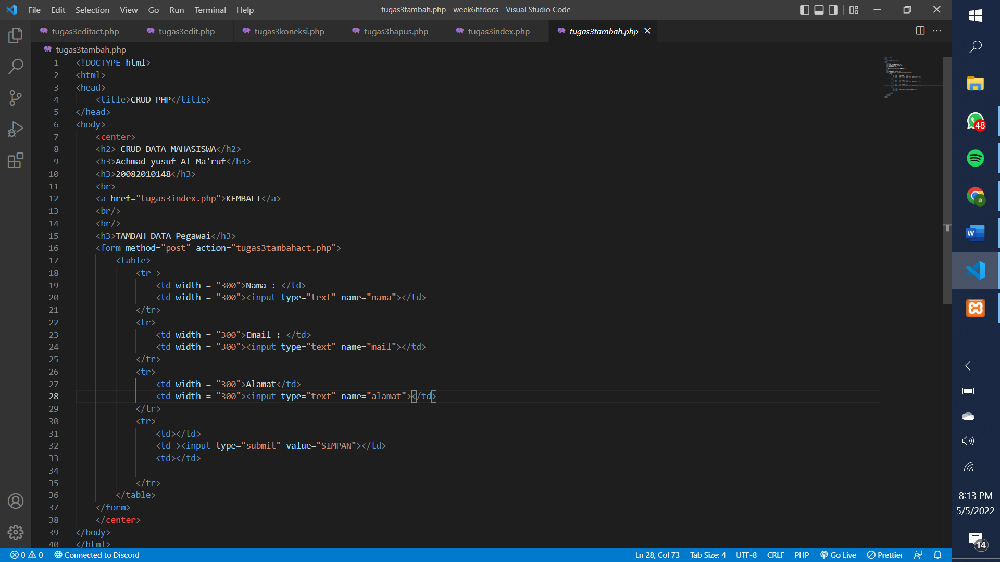 File Edit Selection View Go Run Terminal Help
tugas3tambah.php - week6htdocs - Visual Studio Code
tugas3editact.php tugas3edit.php tugas3koneksi.php tugas3hapus.php tugas3index.php tugas3tambah.php
tugas3tambah.php
1 <!DOCTYPE html>
2 <html>
3 <head>
4 <title>CRUD PHP</title>
5 </head>
6 <body>
7 <center>
8 <h2> CRUD DATA MAHASISWA</h2>
9 <h3>Achmad yusuf Al Ma'ruf</h3>
10 <h3>20082010148</h3>
11 <br>
12 <a href="tugas3index.php">KEMBALI</a>
13 <br/>
14 <br/>
15 <h3>TAMBAH DATA Pegawai</h3>
16 <form method="post" action="tugas3tambahact.php">
17 <table>
18 <tr >
19 <td width = "300">Nama : </td>
20 <td width = "300"><input type="text" name="nama"></td>
21 </tr>
22 <tr>
23 <td width = "300">Email : </td>
24 <td width = "300"><input type="text" name="mail"></td>
25 </tr>
26 <tr>
27 <td width = "300">Alamat</td>
28 <td width = "300"><input type="text" name="alamat"></td>
29 </tr>
30 <tr>
31 <td></td>
32 <td ><input type="submit" value="SIMPAN"></td>
33 <td></td>
34
35 </tr>
36 </table>
37 </form>
38 </center>
39 </body>
40 </html>
0 0 Connected to Discord
Ln 28, Col 73 Tab Size: 4 UTF-8 CRLF PHP Go Live Prettier
48
a
W
8:13 PM
5/5/2022
14